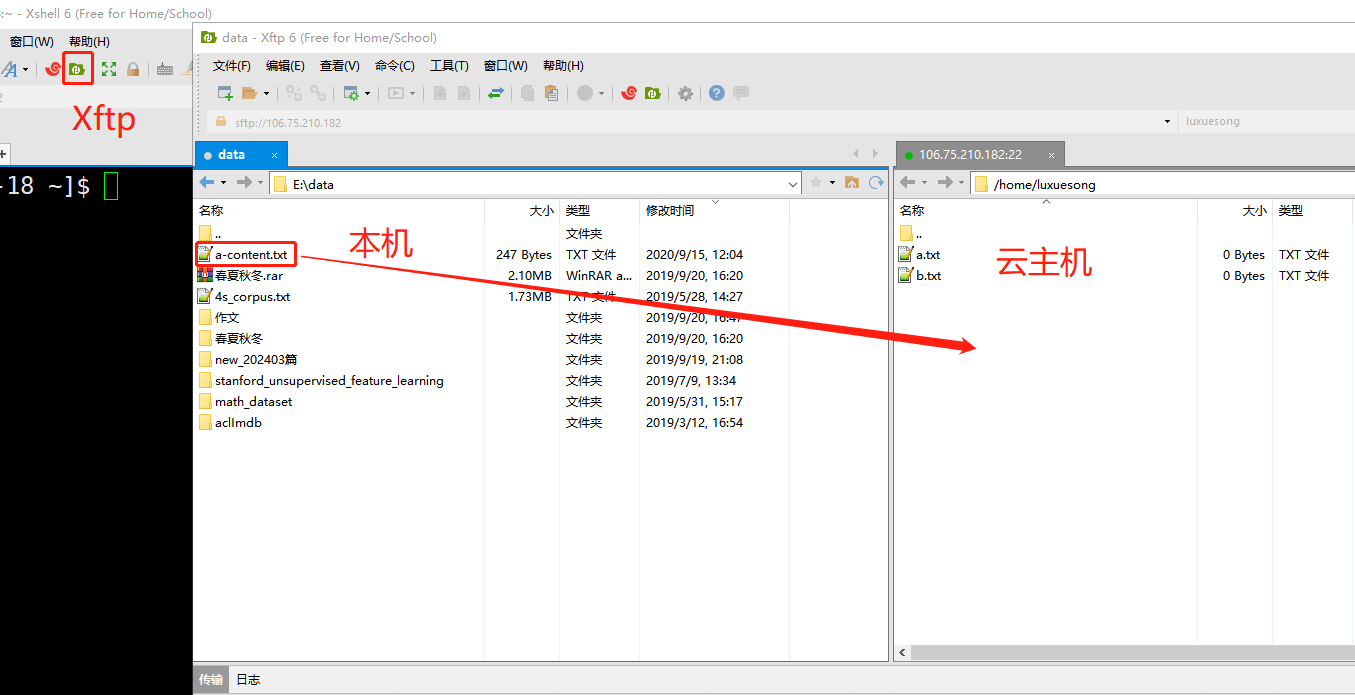 :~ - Xshell 6 (Free for Home/School)
窗口(W) 帮助(H)
Xftp
-18 ~]$
data - Xftp 6 (Free for Home/School)
文件(F) 编辑(E) 查看(V) 命令(C) 工具(T) 窗口(W) 帮助(H)
sftp://106.75.210.182 luxuesong
data 106.75.210.182:22
E:\data
名称 大小 类型 修改时间
.. 文件夹
a-content.txt 247 Bytes TXT 文件 2020/9/15, 12:04
春夏秋冬.rar 2.10MB WinRAR a... 2019/9/20, 16:20
4s_corpus.txt 1.73MB TXT 文件 2019/5/28, 14:27
作文 文件夹 2019/9/20, 16:47
春夏秋冬 文件夹 2019/9/20, 16:20
new_202403篇 文件夹 2019/9/19, 21:08
stanford_unsupervised_feature_learning 文件夹 2019/7/9, 13:34
math_dataset 文件夹 2019/5/31, 15:17
aclImdb 文件夹 2019/3/12, 16:54
本机
/home/luxuesong
名称 大小 类型
..
a.txt 0 Bytes TXT 文件
b.txt 0 Bytes TXT 文件
云主机
传输 日志